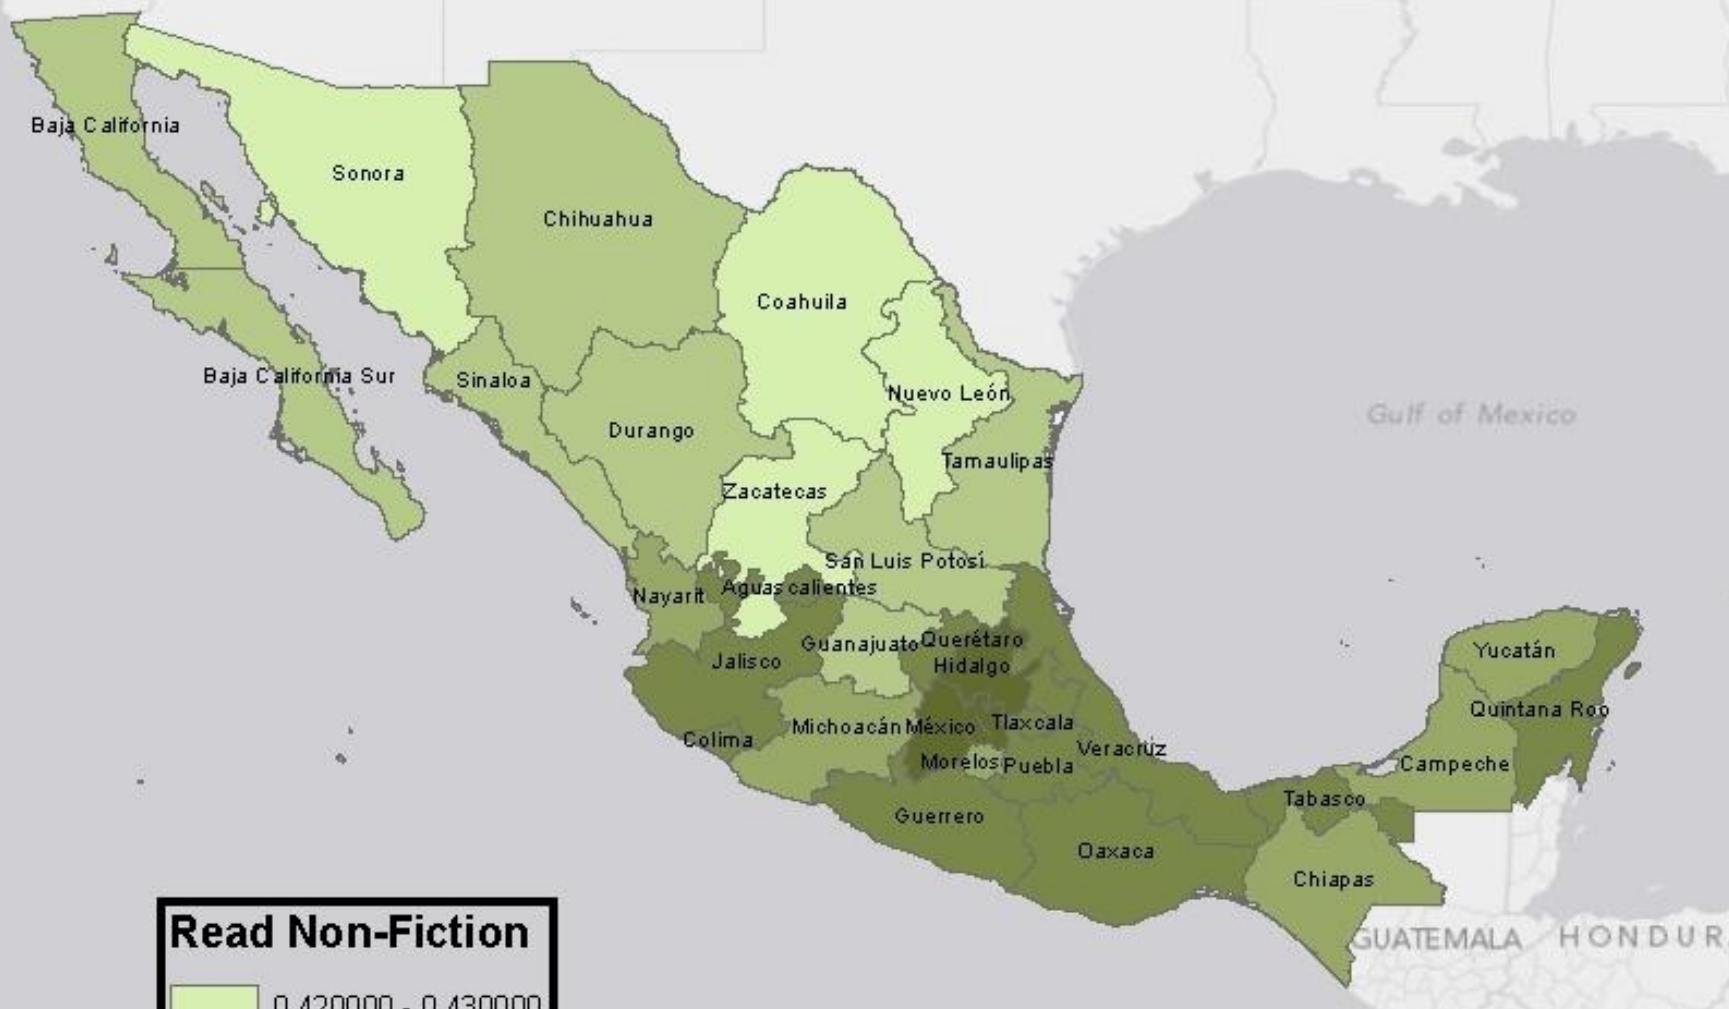 Baja California
Sonora
Chihuahua
Coahuila
Baja California Sur
Sinaloa
Nuevo León
Gulf of Mexico
Durango
Tamaulipas
Zacatecas
San Luis Potosí
Nayarit
Aguascalientes
Guanajuato
Querétaro
Hidalgo
Jalisco
Yucatán
Quintana Roo
Colima
Michoacán
México
Tlaxcala
Veracruz
Morelos
Puebla
Campeche
Tabasco
Guerrero
Oaxaca
Chiapas
Read Non-Fiction
GUATEMALA
HONDUR
0.420000 - 0.430000